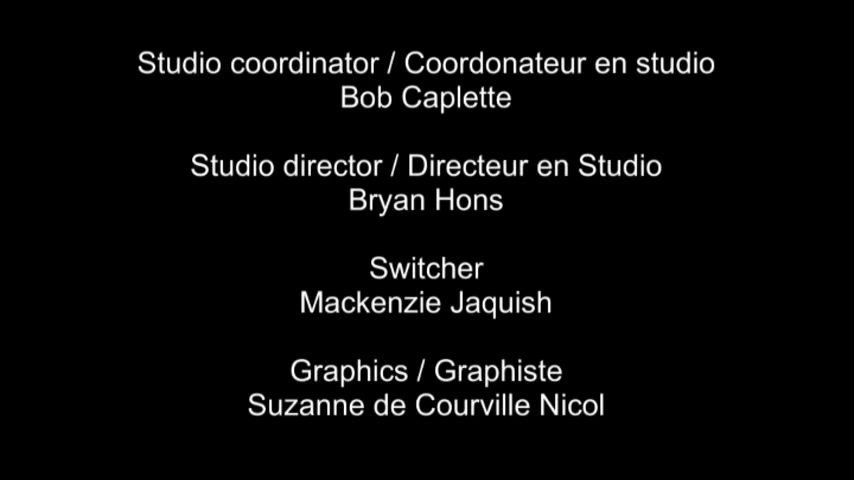 Studio coordinator / Coordonateur en studio
Bob Caplette
Studio director / Directeur en Studio
Bryan Hons
Switcher
Mackenzie Jaquish
Graphics / Graphiste
Suzanne de Courville Nicol